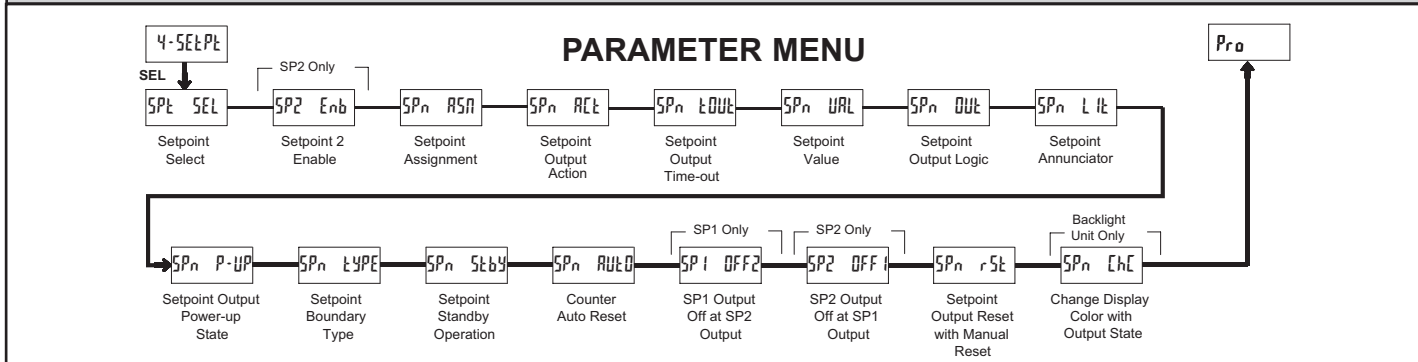 4-SEtPt
PARAMETER MENU
Pro
SEL
SP2 Only
SPt SEL
SP2 Enb
SPn ASN
SPn ACt
SPn tOUt
SPn VAL
SPn OUt
SPn LIt
Setpoint
Select
Setpoint 2
Enable
Setpoint
Assignment
Setpoint
Output
Action
Setpoint
Output
Time-out
Setpoint
Value
Setpoint
Output Logic
Setpoint
Annunciator
SP1 Only
SP2 Only
Backlight
Unit Only
SPn P-UP
SPn tYPE
SPn Stby
SPn AUtO
SP1 OFF2
SP2 OFF1
SPn rSt
SPn ChC
Setpoint Output
Power-up
State
Setpoint
Boundary
Type
Setpoint
Standby
Operation
Counter
Auto Reset
SP1 Output
Off at SP2
Output
SP2 Output
Off at SP1
Output
Setpoint
Output Reset
with Manual
Reset
Change Display
Color with
Output State